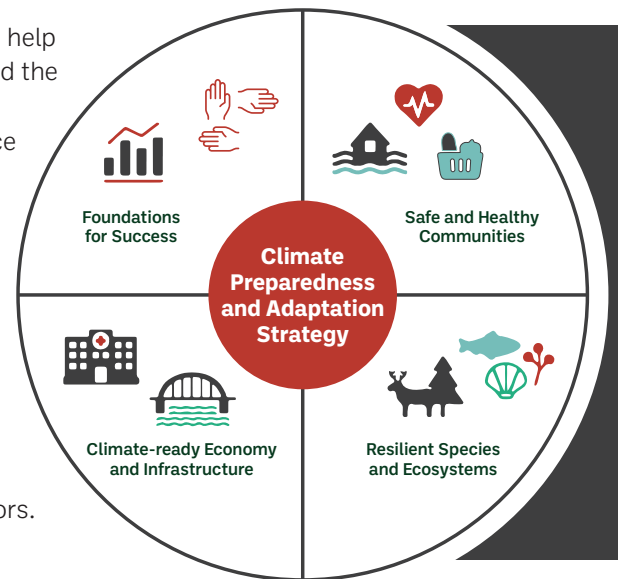 help
d the
ce
Foundations
for Success
Safe and Healthy
Communities
Climate
Preparedness
and Adaptation
Strategy
Climate-ready Economy
and Infrastructure
Resilient Species
and Ecosystems
ors.